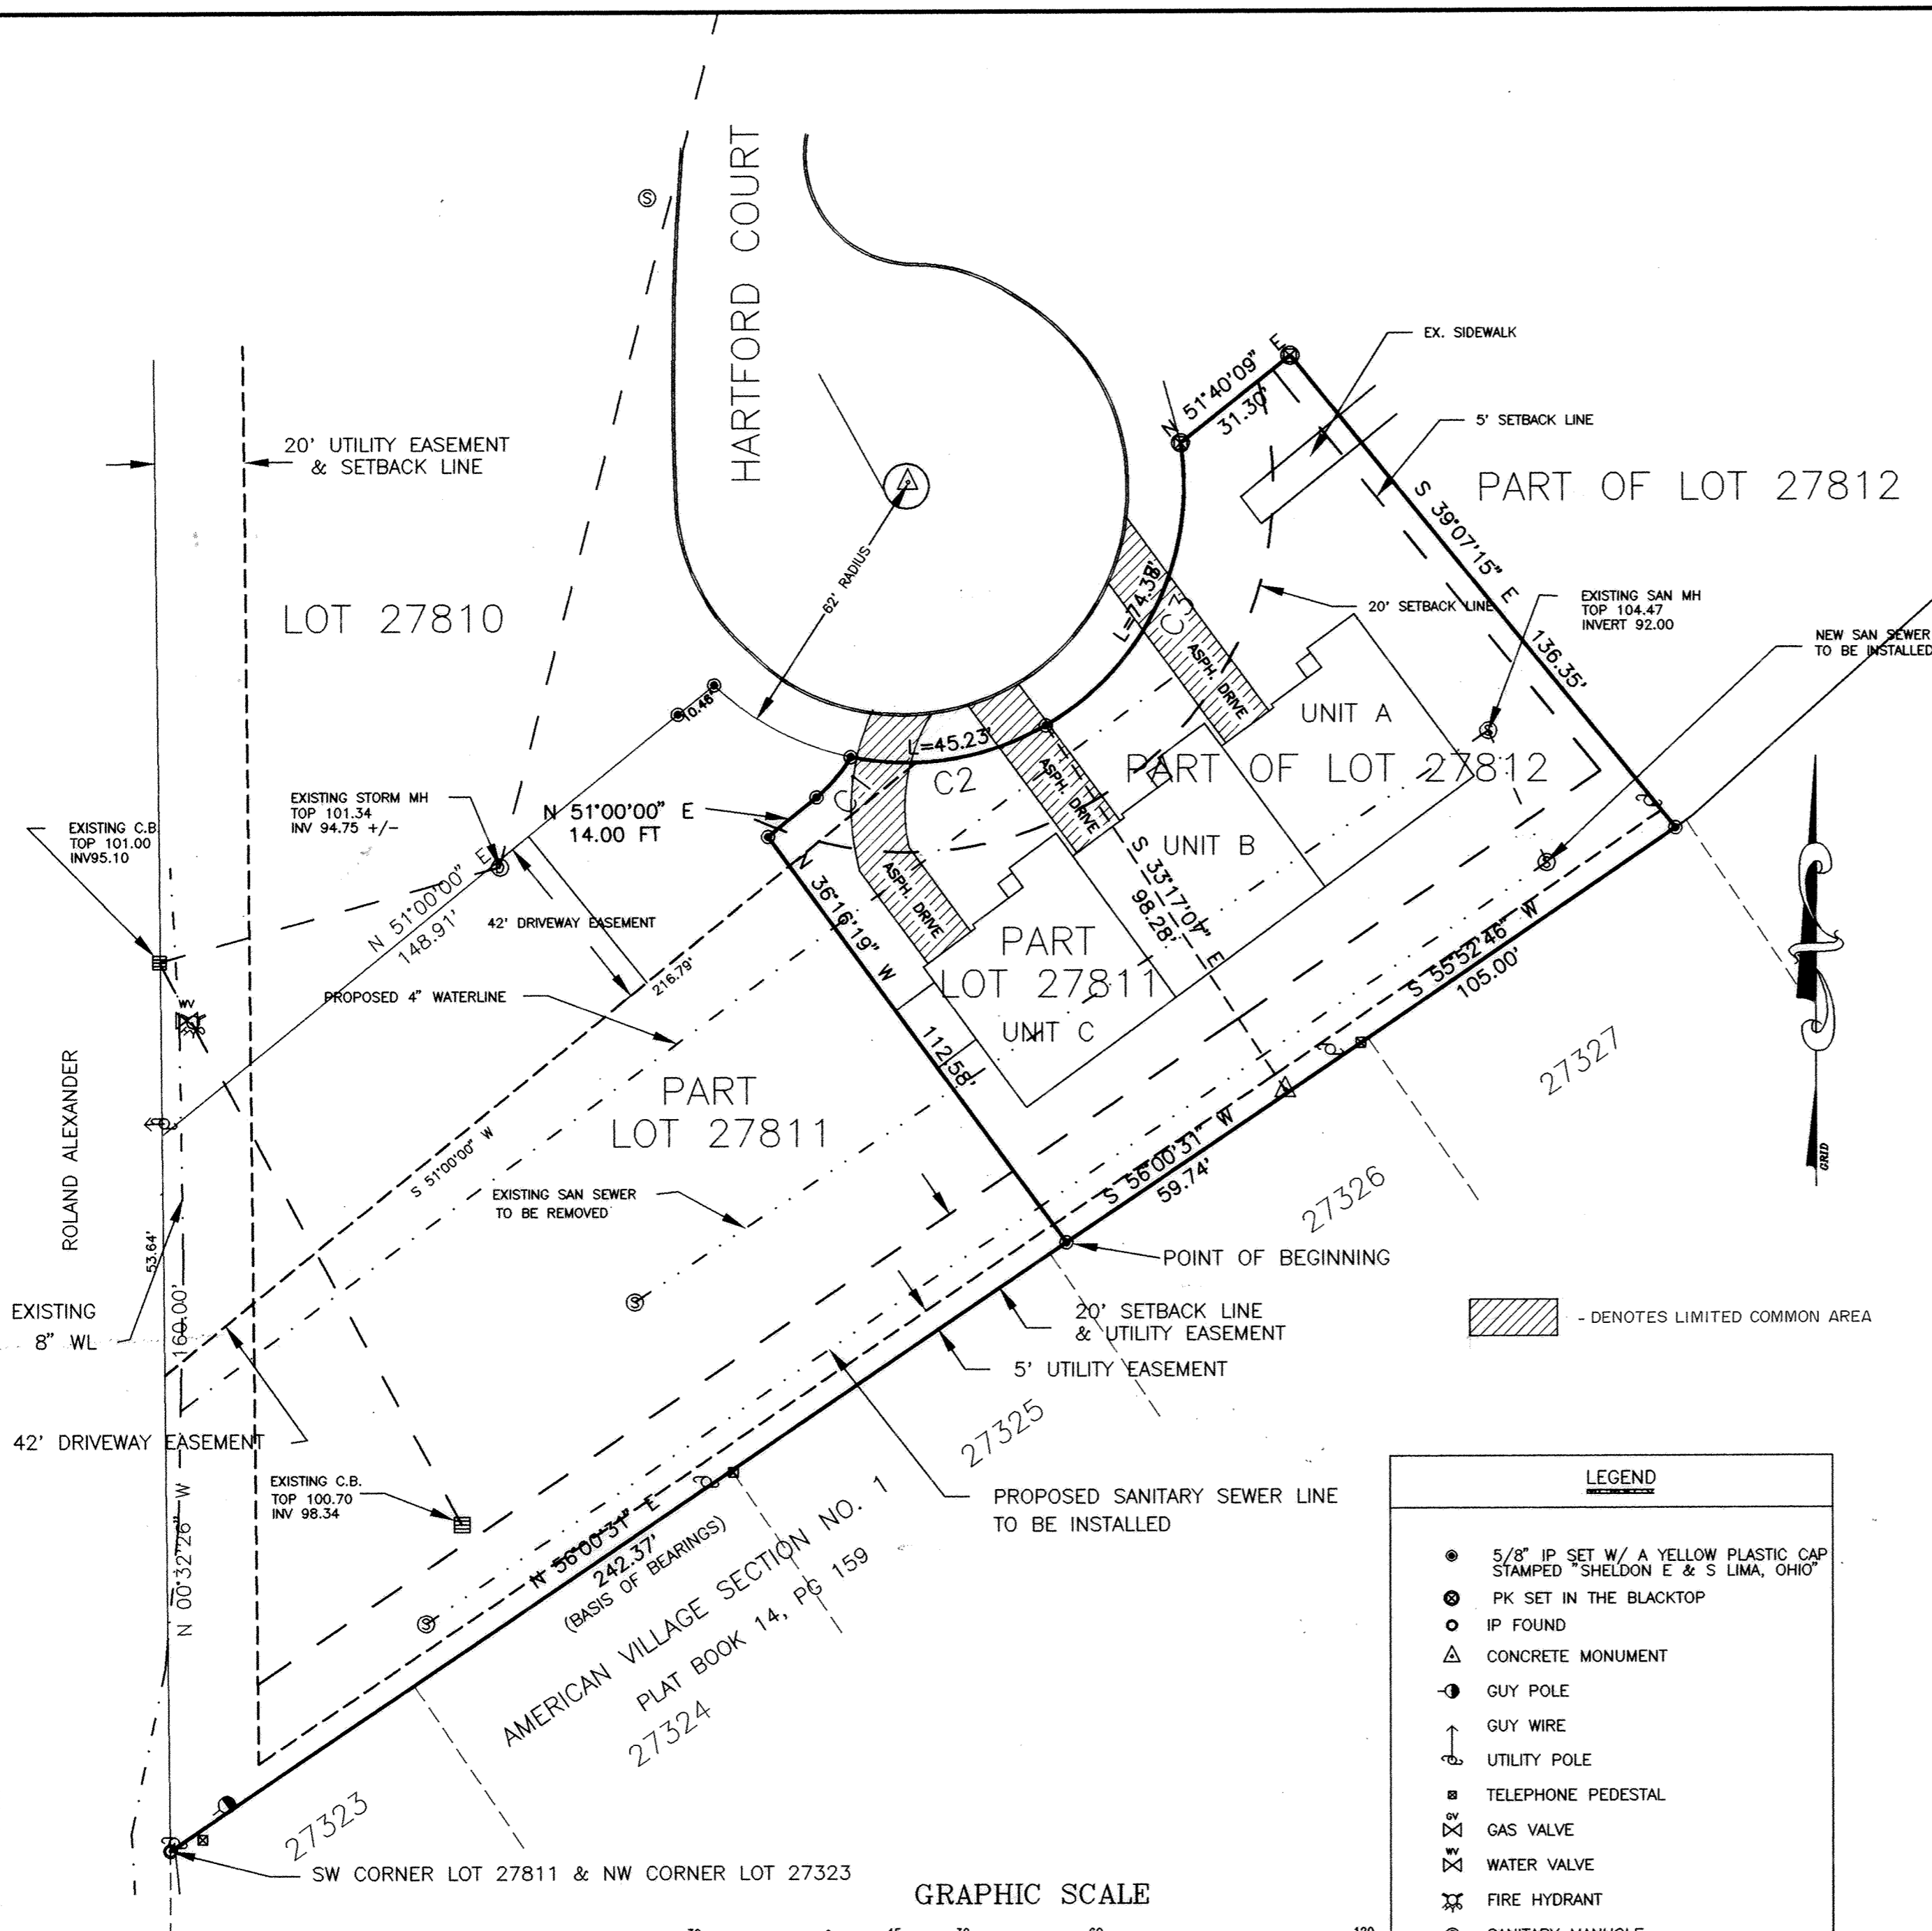 HARTFORD COURT
EX. SIDEWALK
N 51°40'09" E
31.30'
5' SETBACK LINE
20' UTILITY EASEMENT
& SETBACK LINE
PART OF LOT 27812
S 39°07'15" E
136.35'
62' RADIUS
L=74.38'
C3
20' SETBACK LINE
EXISTING SAN MH
TOP 104.47
INVERT 92.00
NEW SAN SEWER
TO BE INSTALLED
LOT 27810
10.46'
ASPH. DRIVE
UNIT A
L=45.23'
PART OF LOT 27812
C1
C2
ASPH. DRIVE
EXISTING STORM MH
TOP 101.34
INV 94.75 +/-
N 51°00'00" E
14.00 FT
EXISTING C.B.
TOP 101.00
INV95.10
UNIT B
S 33°17'07" E
98.28'
N 51°00'00" E
148.91'
42' DRIVEWAY EASEMENT
N 36°16'19" W
112.58'
ASPH. DRIVE
PART
LOT 27811
UNIT C
S 55°52'46" W
105.00'
216.79'
PROPOSED 4" WATERLINE
WV
ROLAND ALEXANDER
PART
LOT 27811
S 51°00'00" W
27327
S 56°00'31" W
59.74'
27326
EXISTING SAN SEWER
TO BE REMOVED
53.64'
160.00'
N 00°32'26" W
POINT OF BEGINNING
EXISTING
8" WL
20' SETBACK LINE
& UTILITY EASEMENT
5' UTILITY EASEMENT
- DENOTES LIMITED COMMON AREA
GRID
42' DRIVEWAY EASEMENT
27325
EXISTING C.B.
TOP 100.70
INV 98.34
PROPOSED SANITARY SEWER LINE
TO BE INSTALLED
N 56°00'31" E
242.37'
(BASIS OF BEARINGS)
AMERICAN VILLAGE SECTION NO. 1
PLAT BOOK 14, PG 159
27324
27323
SW CORNER LOT 27811 & NW CORNER LOT 27323
GRAPHIC SCALE
LEGEND
5/8" IP SET W/ A YELLOW PLASTIC CAP
STAMPED "SHELDON E & S LIMA, OHIO"
PK SET IN THE BLACKTOP
IP FOUND
CONCRETE MONUMENT
GUY POLE
GUY WIRE
UTILITY POLE
TELEPHONE PEDESTAL
GV
GAS VALVE
WV
WATER VALVE
FIRE HYDRANT
SANITARY MANHOLE